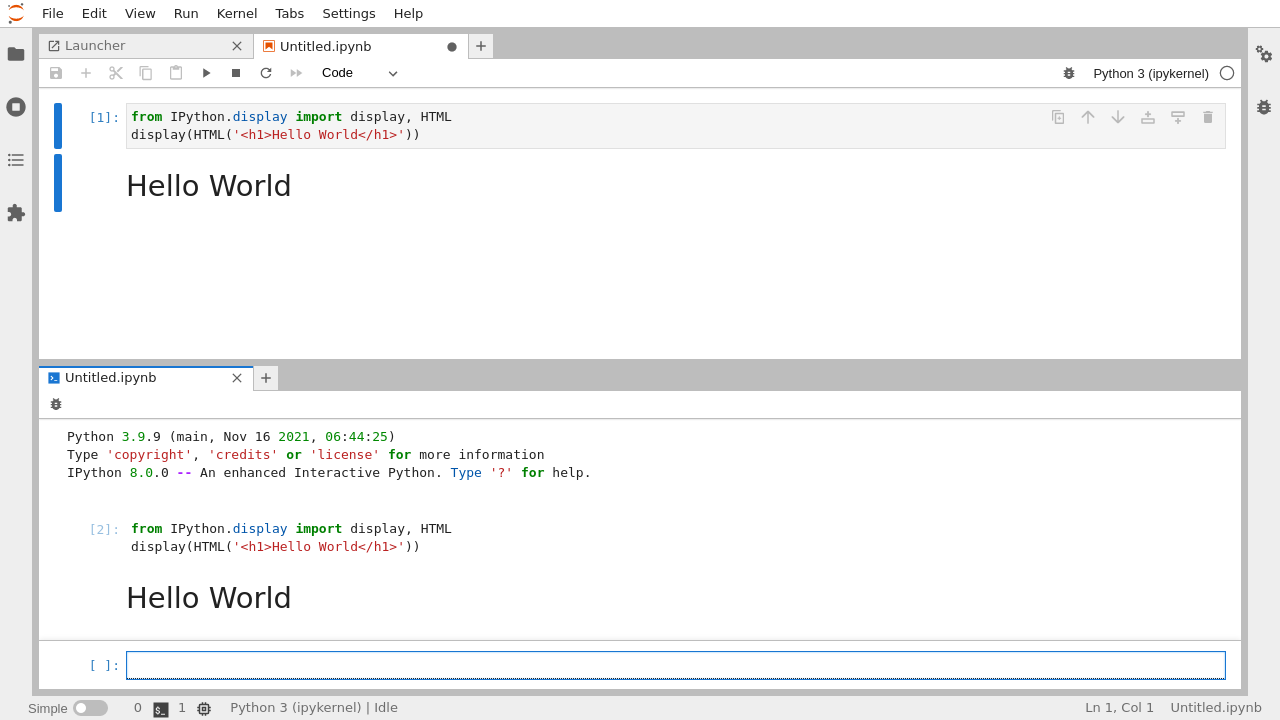 File Edit View Run Kernel Tabs Settings Help
Launcher
Untitled.ipynb
Code
Python 3 (ipykernel)
[1]:
from IPython.display import display, HTML
display(HTML('<h1>Hello World</h1>'))
Hello World
Untitled.ipynb
Python 3.9.9 (main, Nov 16 2021, 06:44:25)
Type 'copyright', 'credits' or 'license' for more information
IPython 8.0.0 -- An enhanced Interactive Python. Type '?' for help.
[2]:
from IPython.display import display, HTML
display(HTML('<h1>Hello World</h1>'))
Hello World
[ ]:
Simple 0 $_ 1 Python 3 (ipykernel) | Idle Ln 1, Col 1 Untitled.ipynb